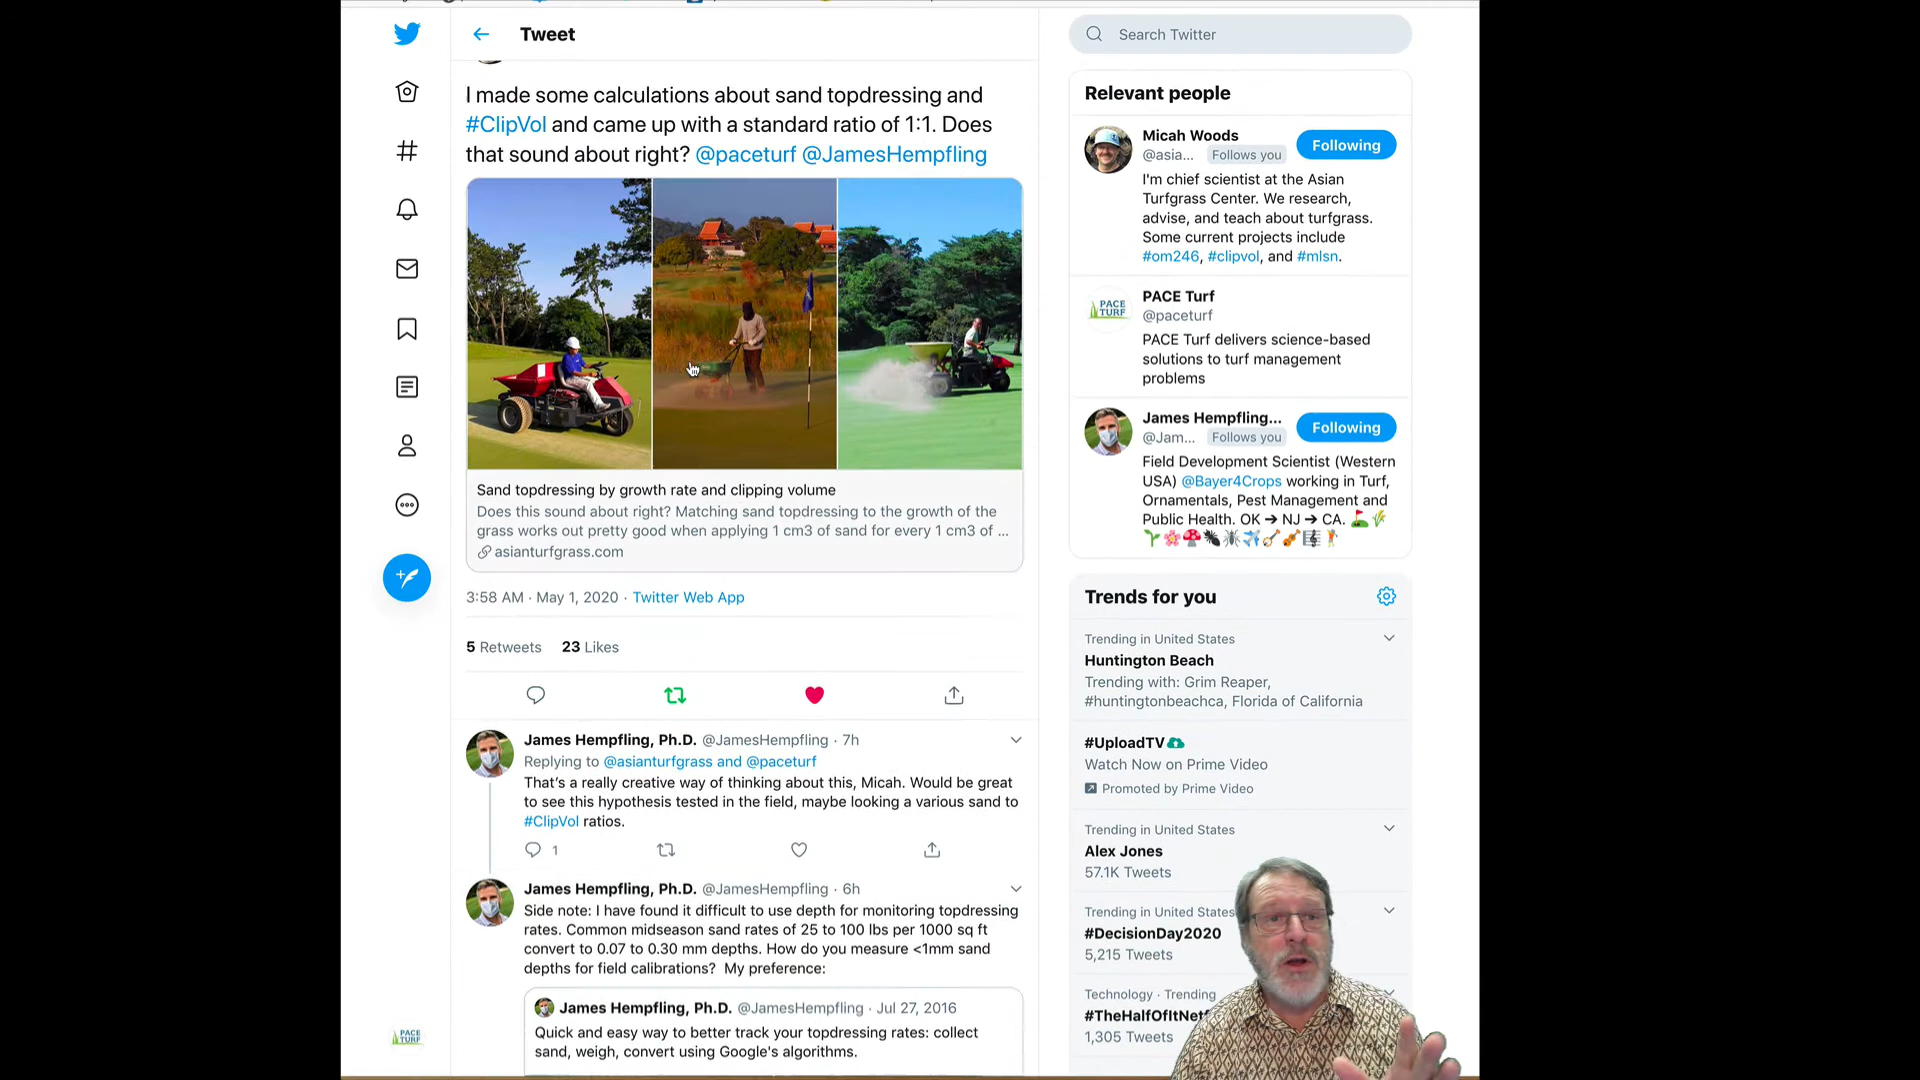 Tweet
I made some calculations about sand topdressing and
#ClipVol and came up with a standard ratio of 1:1. Does
that sound about right? @paceturf @JamesHempfling
Sand topdressing by growth rate and clipping volume
Does this sound about right? Matching sand topdressing to the growth of the
grass works out pretty good when applying 1 cm3 of sand for every 1 cm3 of ...
asianturfgrass.com
3:58 AM · May 1, 2020 · Twitter Web App
5 Retweets 23 Likes
James Hempfling, Ph.D. @JamesHempfling · 7h
Replying to @asianturfgrass and @paceturf
That's a really creative way of thinking about this, Micah. Would be great
to see this hypothesis tested in the field, maybe looking a various sand to
#ClipVol ratios.
1
James Hempfling, Ph.D. @JamesHempfling · 6h
Side note: I have found it difficult to use depth for monitoring topdressing
rates. Common midseason sand rates of 25 to 100 lbs per 1000 sq ft
convert to 0.07 to 0.30 mm depths. How do you measure <1mm sand
depths for field calibrations? My preference:
James Hempfling, Ph.D. @JamesHempfling · Jul 27, 2016
Quick and easy way to better track your topdressing rates: collect
sand, weigh, convert using Google's algorithms.
PACE
TURF
Search Twitter
Relevant people
Micah Woods
@asia... Follows you
Following
I'm chief scientist at the Asian
Turfgrass Center. We research,
advise, and teach about turfgrass.
Some current projects include
#om246, #clipvol, and #mlsn.
PACE
TURF
PACE Turf
@paceturf
PACE Turf delivers science-based
solutions to turf management
problems
James Hempfling...
@Jam... Follows you
Following
Field Development Scientist (Western
USA) @Bayer4Crops working in Turf,
Ornamentals, Pest Management and
Public Health. OK ➔ NJ ➔ CA.
Trends for you
Trending in United States
Huntington Beach
Trending with: Grim Reaper,
#huntingtonbeachca, Florida of California
#UploadTV
Watch Now on Prime Video
Promoted by Prime Video
Trending in United States
Alex Jones
57.1K Tweets
Trending in United States
#DecisionDay2020
5,215 Tweets
Technology · Trending
1,305 Tweets